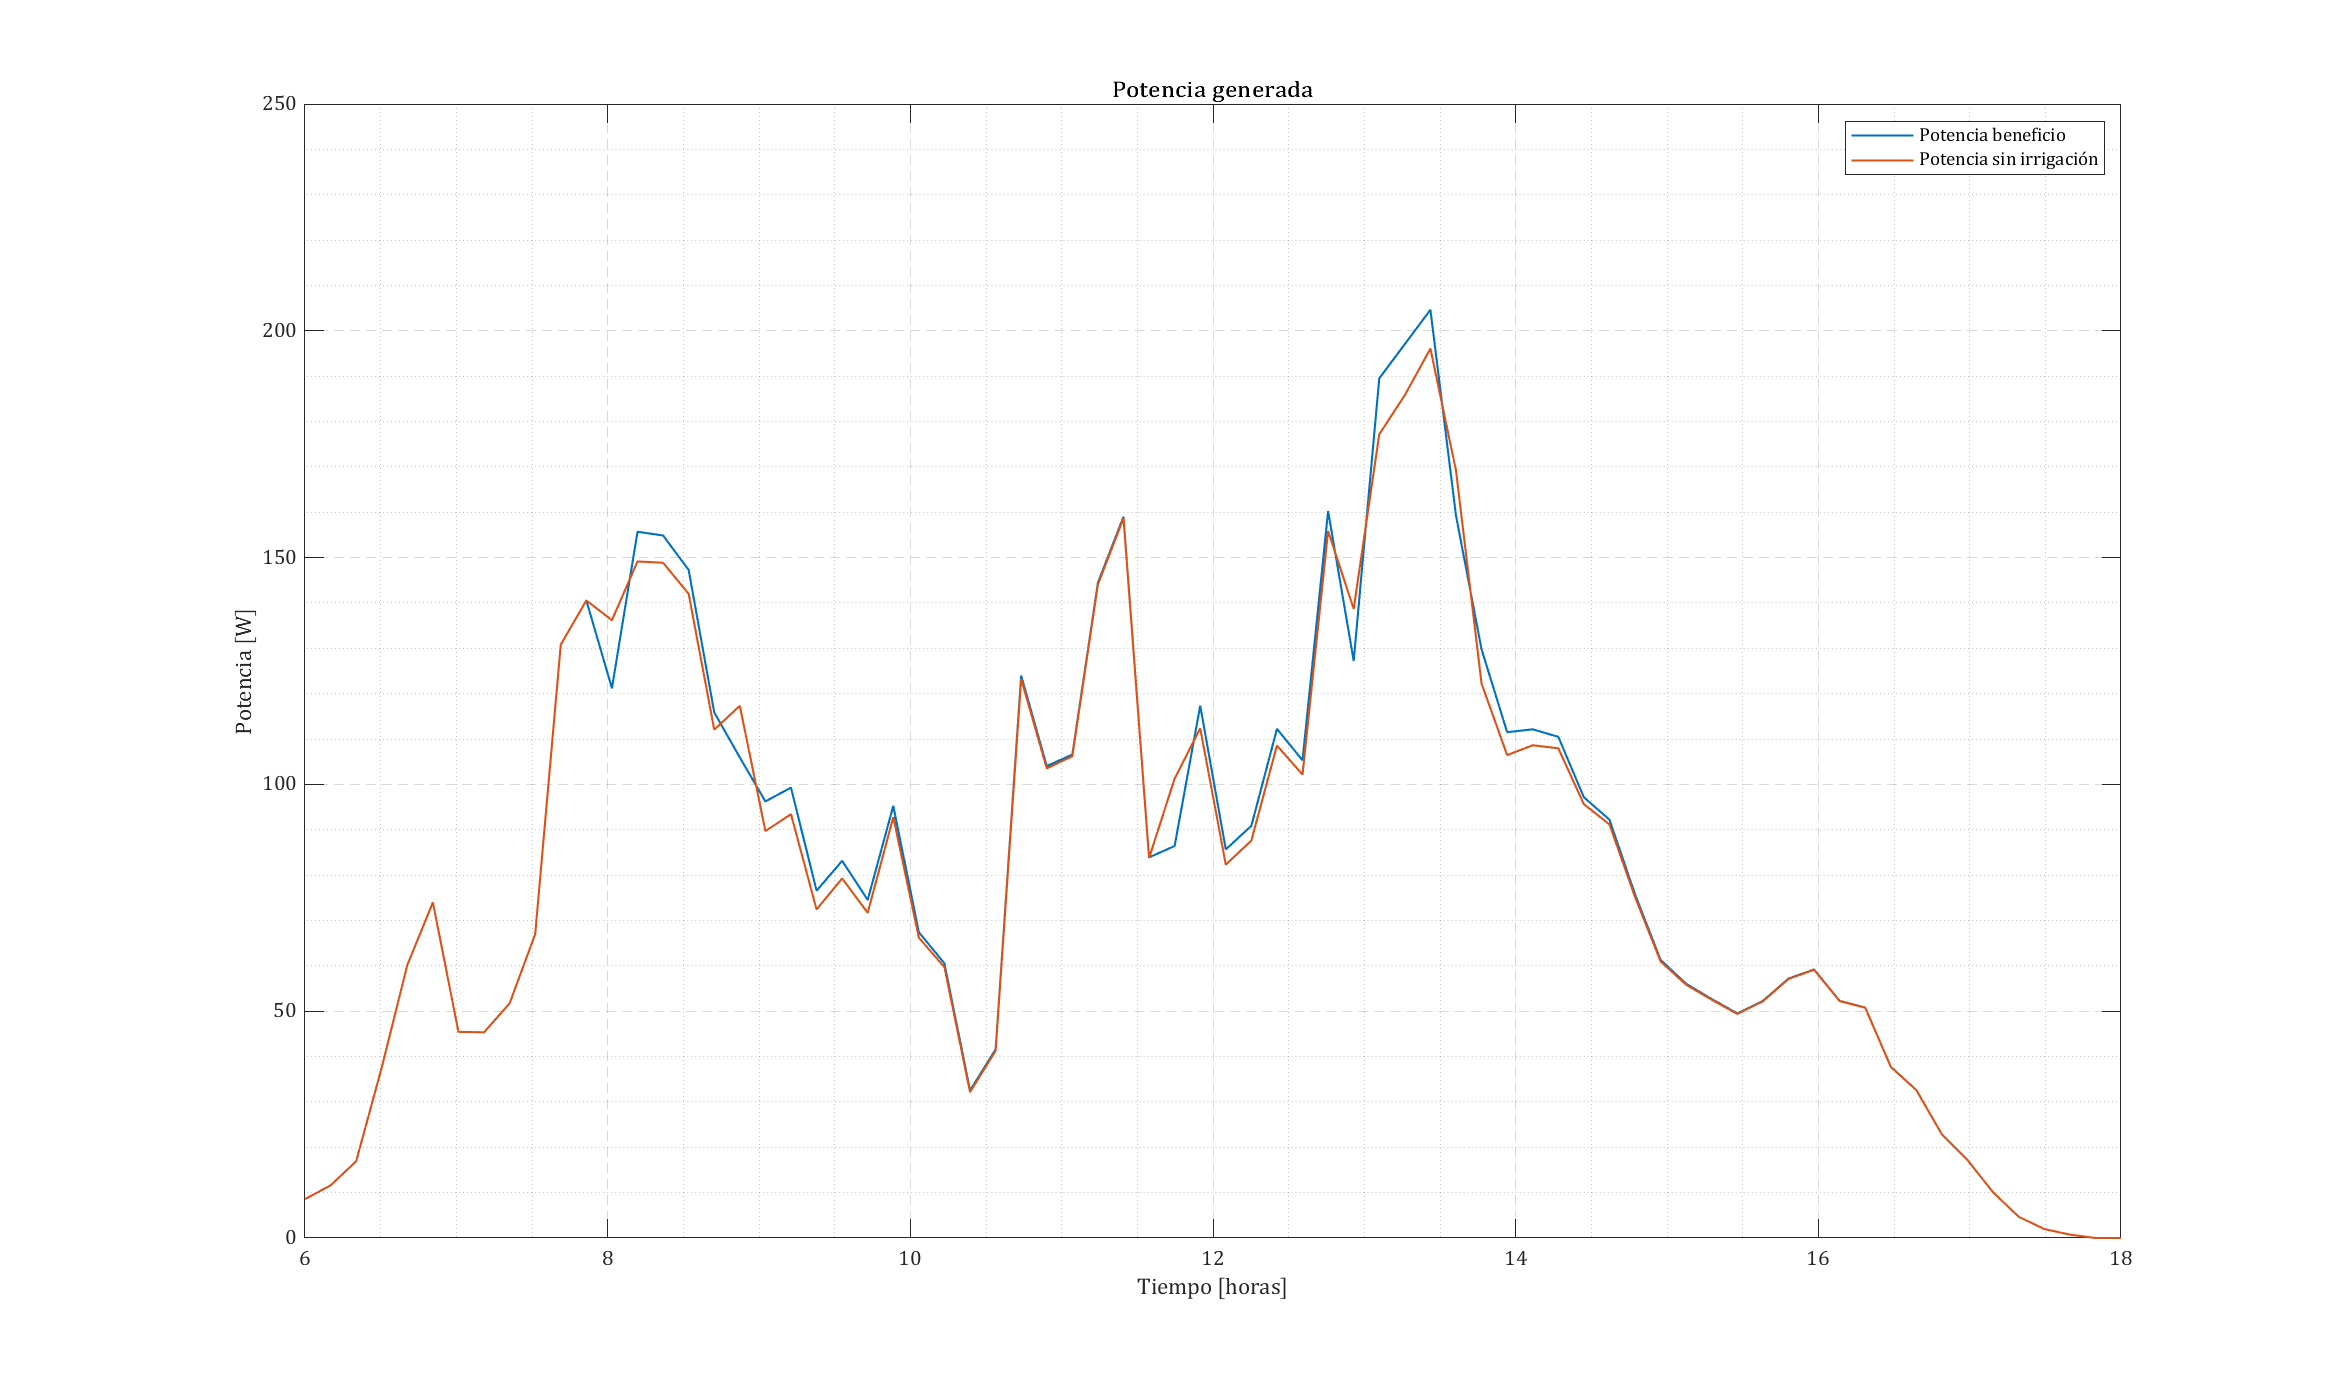 Potencia generada
250
200
150
100
50
0
Potencia [W]
Potencia beneficio
Potencia sin irrigación
6 8 10 12 14 16 18
Tiempo [horas]